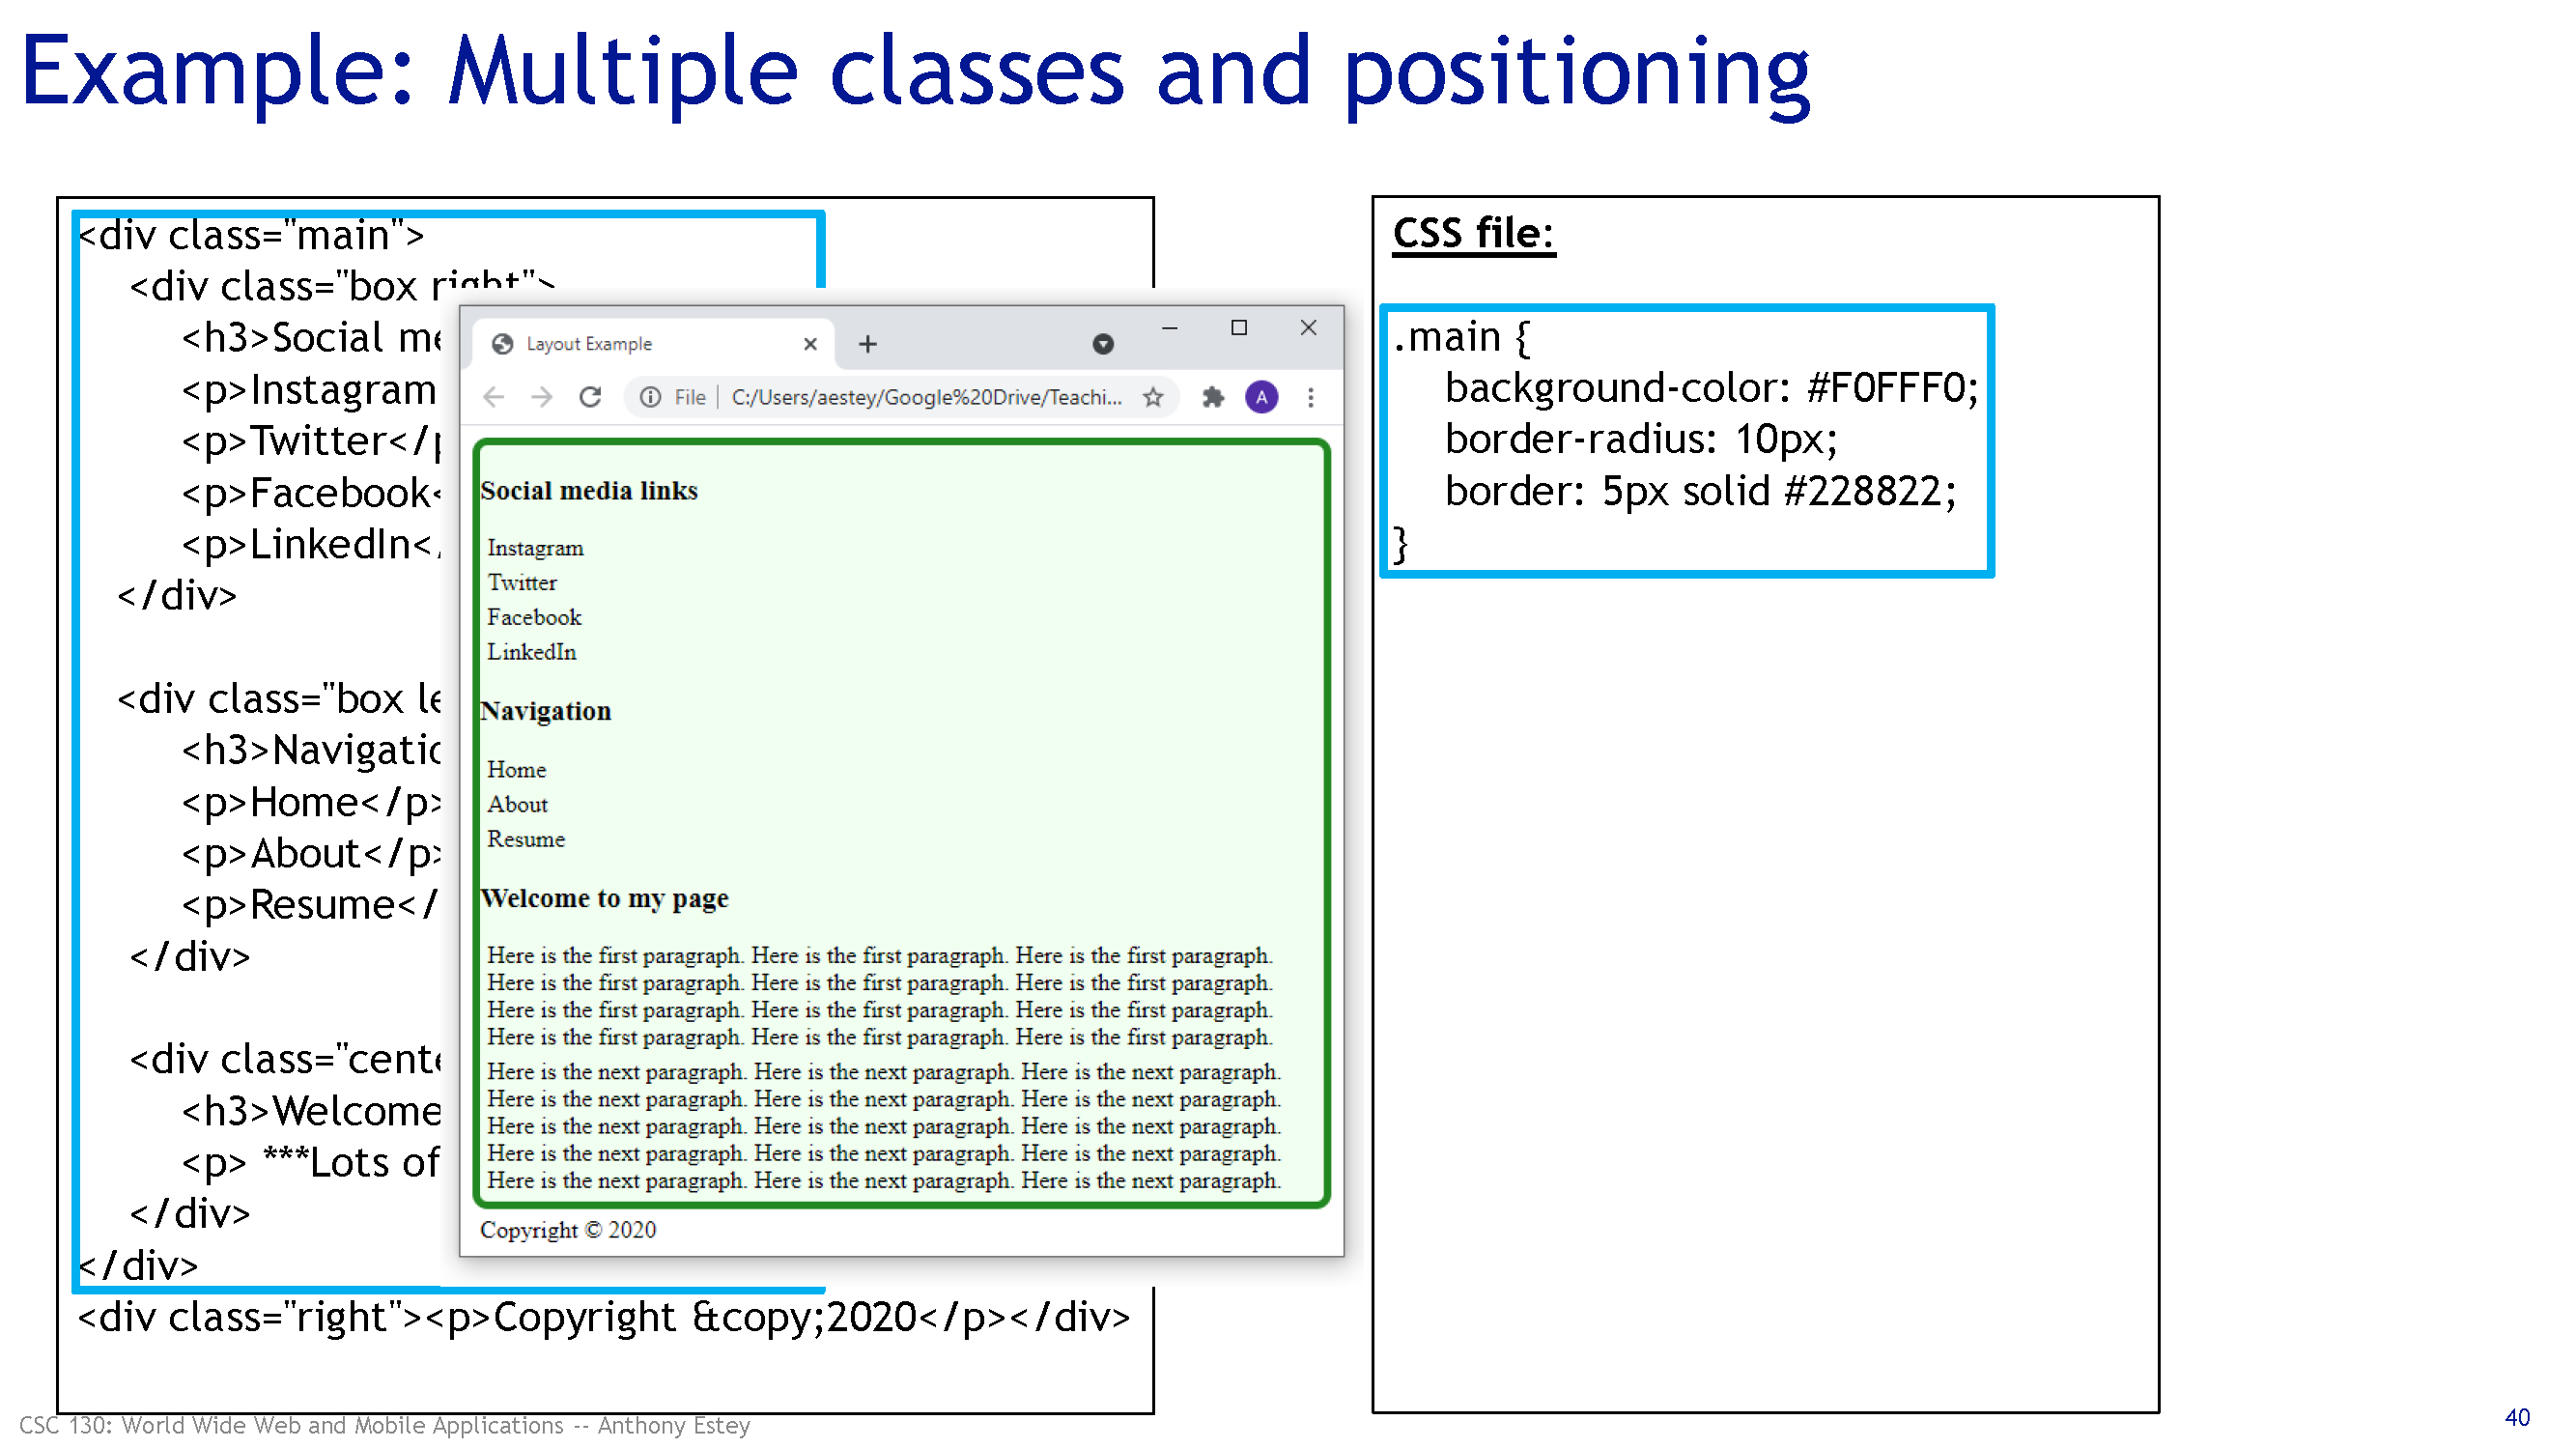 Example: Multiple classes and positioning
<div class="main">
<div class="box right">
<h3>Social
<p>Instagram
<p>Twitter</p
<p>Facebook<
<p>LinkedIn</
</div>
<div class="box
<h3>
<p>Home</p>
<p>About</p>
<p>Resume</
</div>
<div
<h3>Welcome
<p> ***Lots of
</div>
</div>
<div class="right"><p>Copyright &copy;2020</p></div>
Layout Example
File | C:/Users/aestey/Google%20Drive/Teachi...
A
Social media links
Instagram
Twitter
Facebook
LinkedIn
Navigation
Home
About
Resume
Welcome to my page
Here is the first paragraph. Here is the first paragraph. Here is the first paragraph.
Here is the first paragraph. Here is the first paragraph. Here is the first paragraph.
Here is the first paragraph. Here is the first paragraph. Here is the first paragraph.
Here is the first paragraph. Here is the first paragraph. Here is the first paragraph.
Here is the next paragraph. Here is the next paragraph. Here is the next paragraph.
Here is the next paragraph. Here is the next paragraph. Here is the next paragraph.
Here is the next paragraph. Here is the next paragraph. Here is the next paragraph.
Here is the next paragraph. Here is the next paragraph. Here is the next paragraph.
Here is the next paragraph. Here is the next paragraph. Here is the next paragraph.
Copyright © 2020
CSS file:
.main {
background-color: #F0FFF0;
border-radius: 10px;
border: 5px solid #228822;
}
CSC 130: World Wide Web and Mobile Applications -- Anthony Estey
40